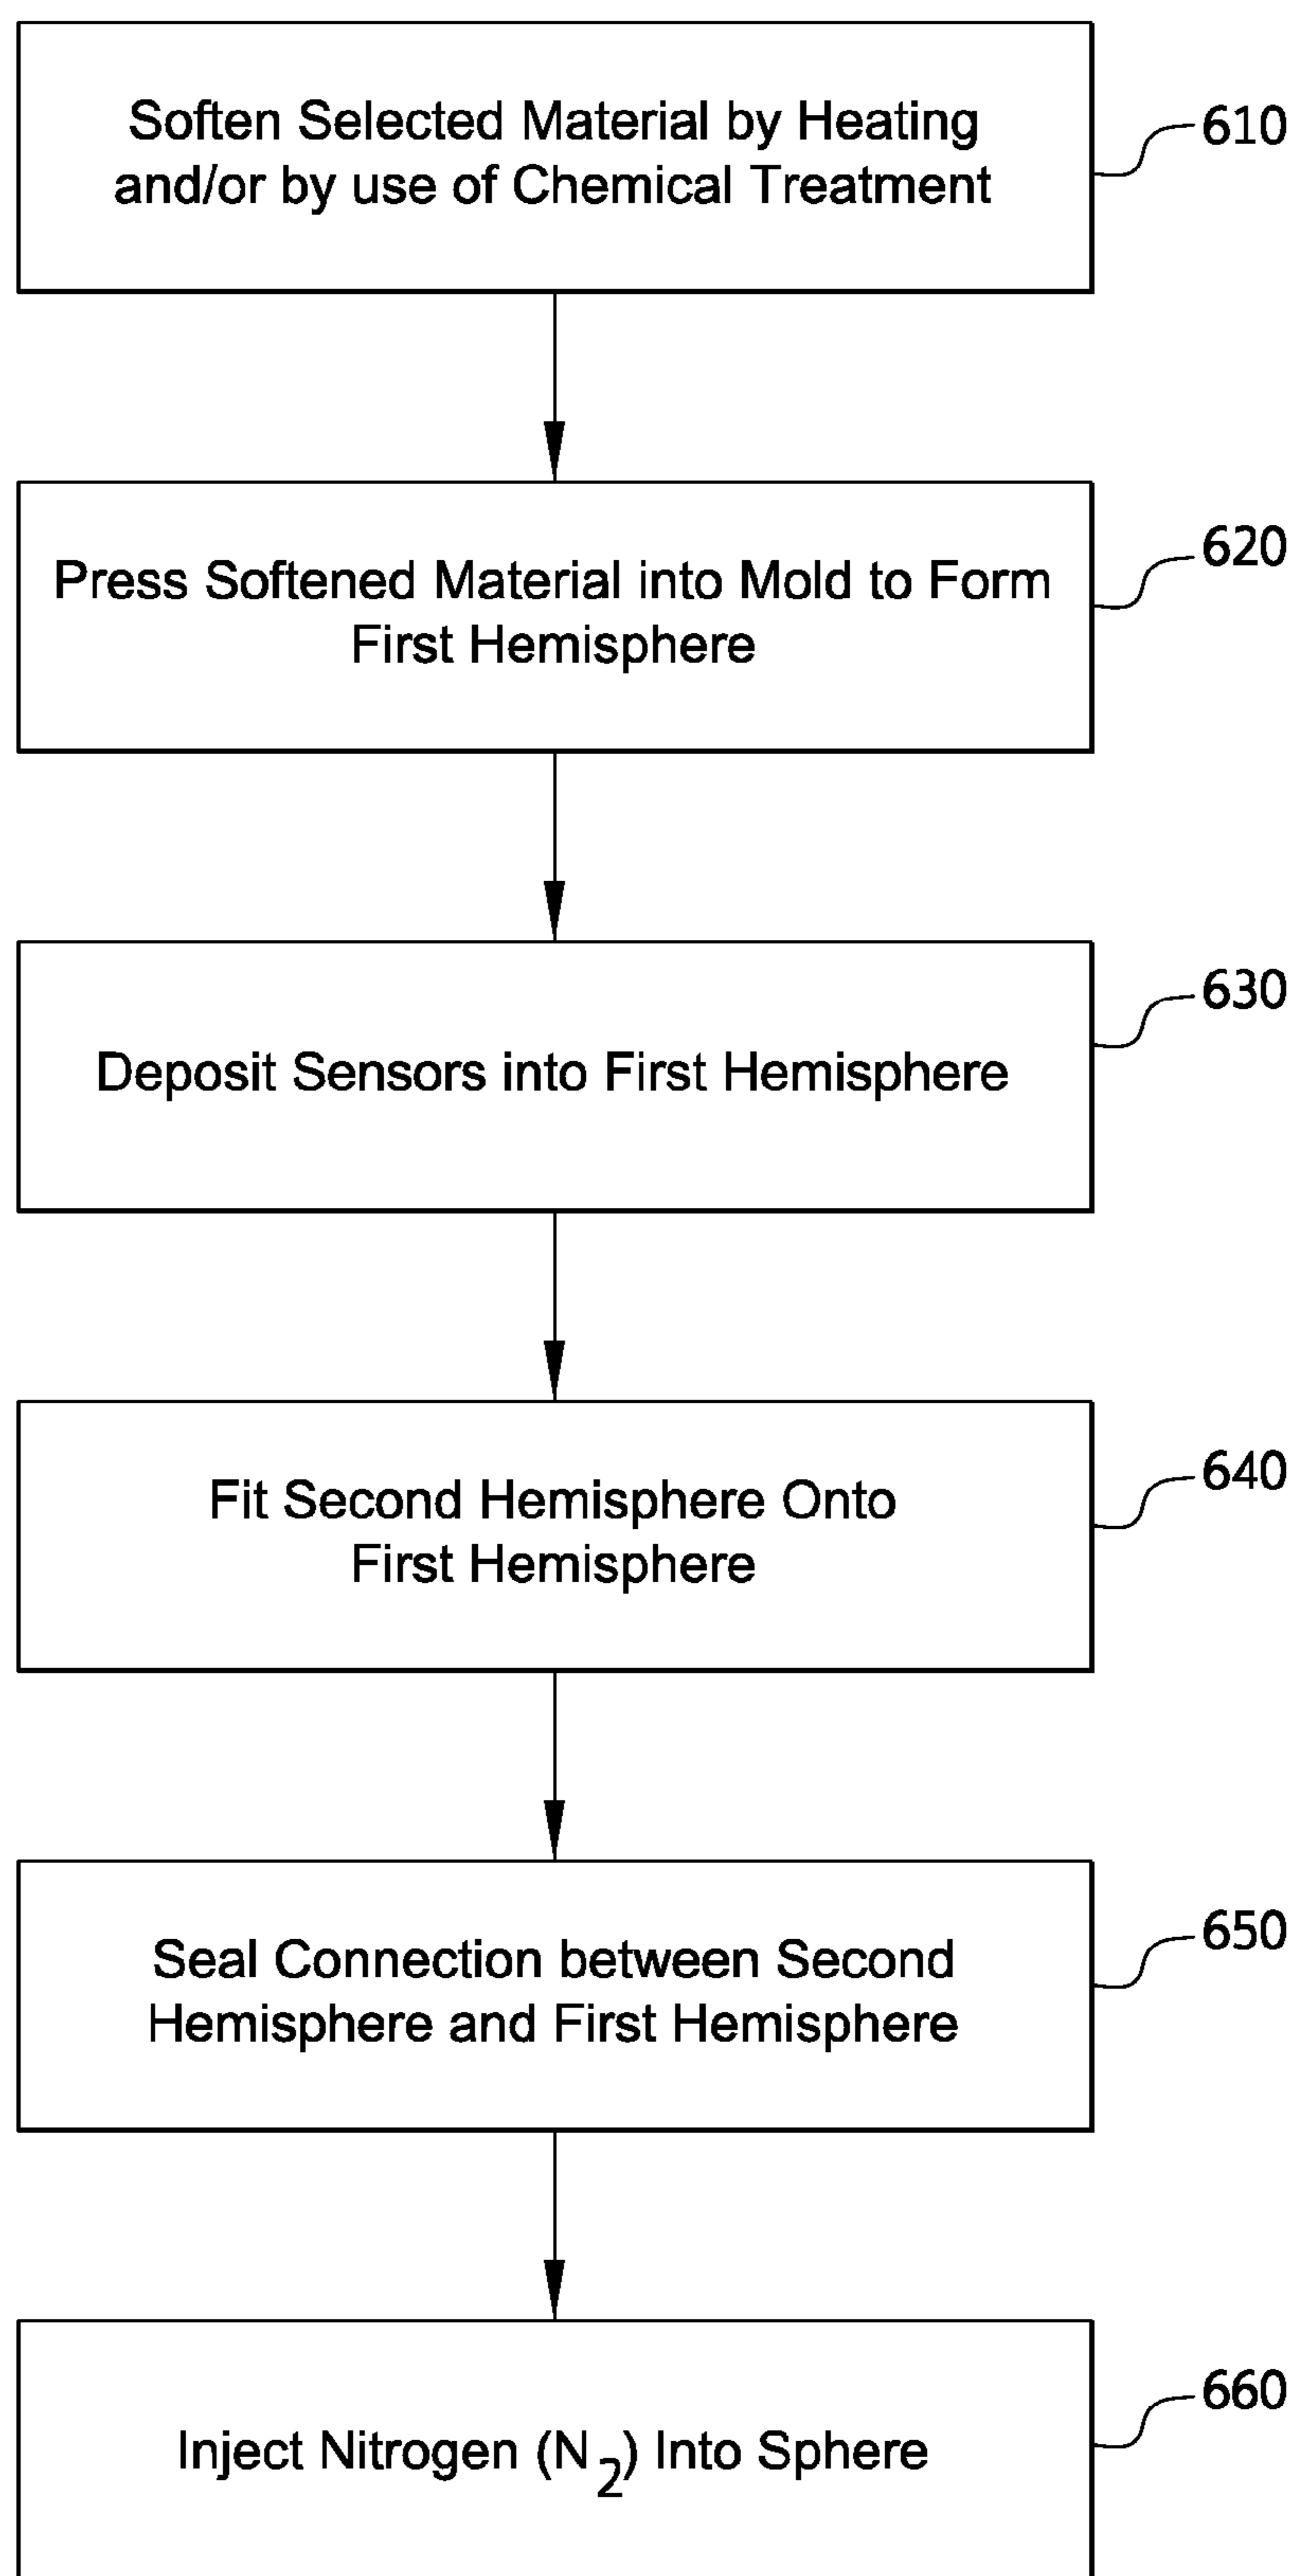 Soften Selected Material by Heating
and/or by use of Chemical Treatment
610
Press Softened Material into Mold to Form
First Hemisphere
620
Deposit Sensors into First Hemisphere
630
Fit Second Hemisphere Onto
First Hemisphere
640
Seal Connection between Second
Hemisphere and First Hemisphere
650
Inject Nitrogen (N2) Into Sphere
660